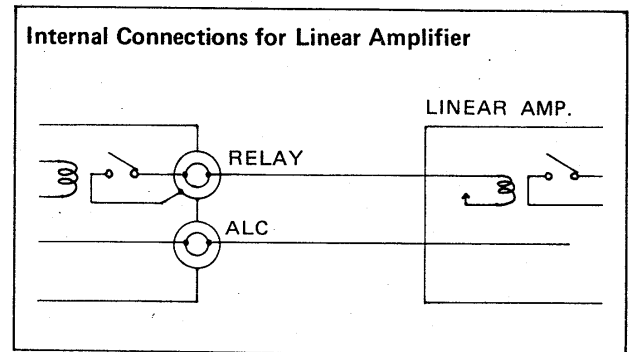 Internal Connections for Linear Amplifier
LINEAR AMP.
RELAY
ALC